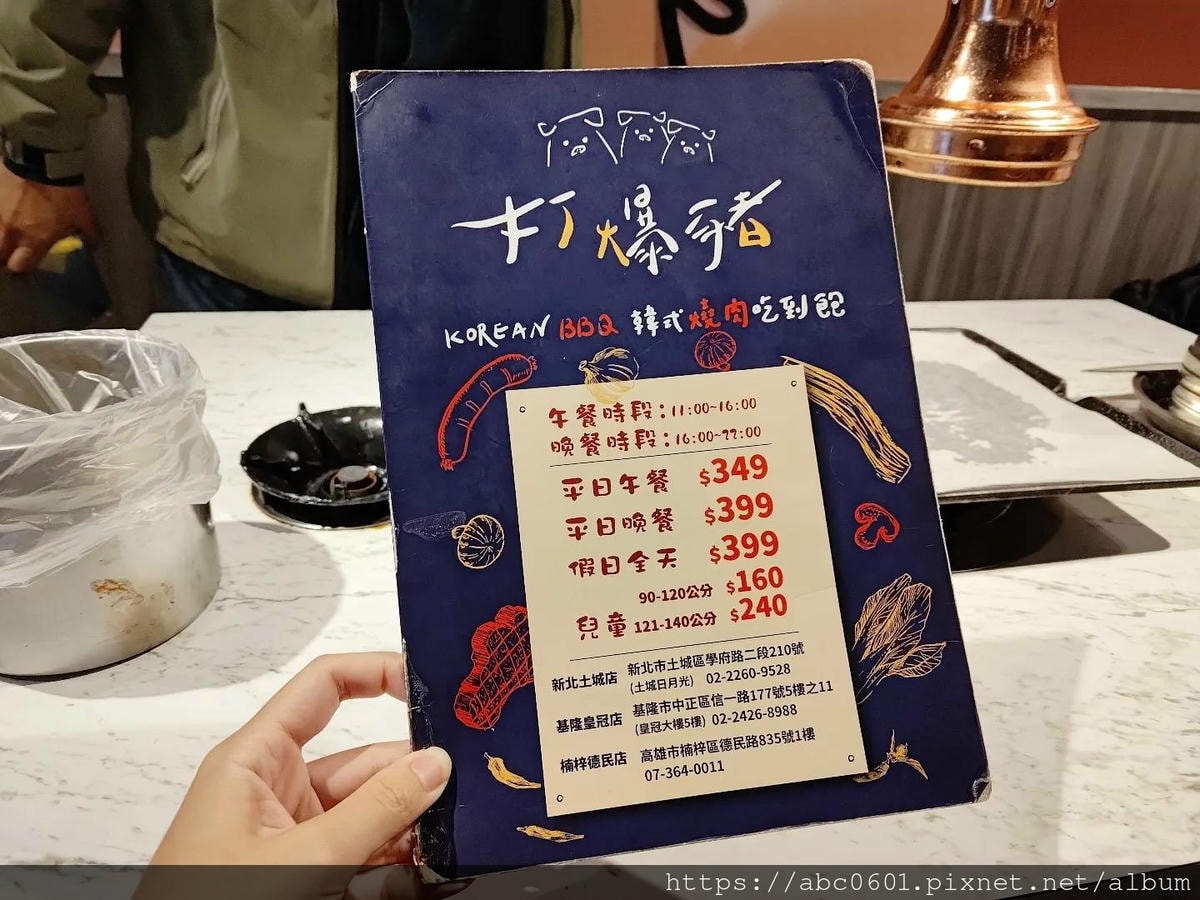 打爆豬
KOREAN BBQ 韓式燒肉吃到飽
午餐時段：11:00~16:00
晚餐時段：16:00~22:00
平日午餐 $349
平日晚餐 $399
假日全天 $399
90-120公分 $160
兒童 121-140公分 $240
新北土城店 新北市土城區學府路二段210號
(土城日月光) 02-2260-9528
基隆皇冠店 基隆市中正區信一路177號5樓之11
(皇冠大樓5樓) 02-2426-8988
楠梓德民店 高雄市楠梓區德民路835號1樓
07-364-0011
https://abc0601.pixnet.net/album